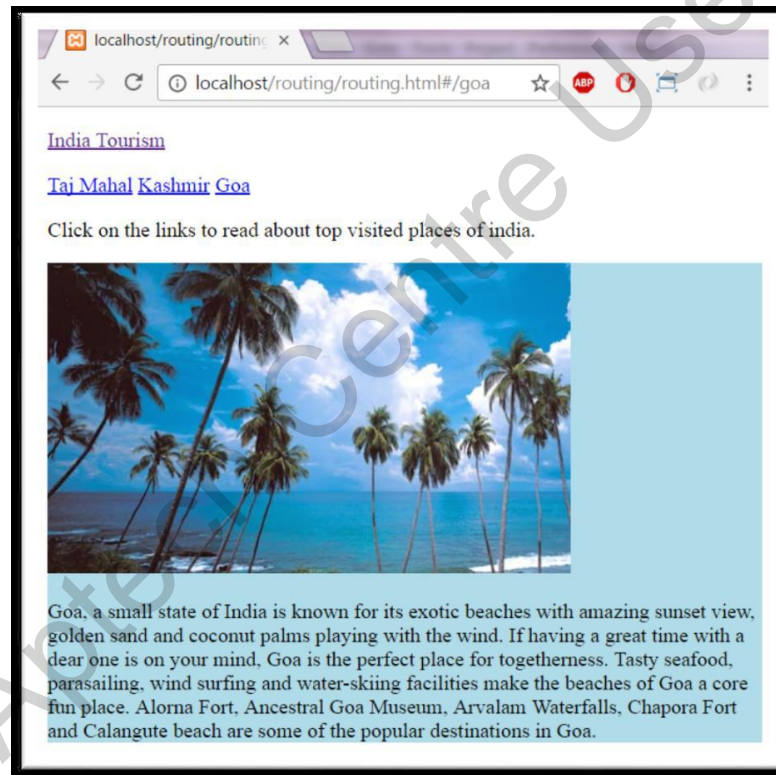 localhost/routing/routing
localhost/routing/routing.html#/goa
ABP
India Tourism
Taj Mahal Kashmir Goa
Click on the links to read about top visited places of india.
Goa, a small state of India is known for its exotic beaches with amazing sunset view,
golden sand and coconut palms playing with the wind. If having a great time with a
dear one is on your mind, Goa is the perfect place for togetherness. Tasty seafood,
parasailing, wind surfing and water-skiing facilities make the beaches of Goa a core
fun place. Alorna Fort, Ancestral Goa Museum, Arvalam Waterfalls, Chapora Fort
and Calangute beach are some of the popular destinations in Goa.
Aptech Centre Use